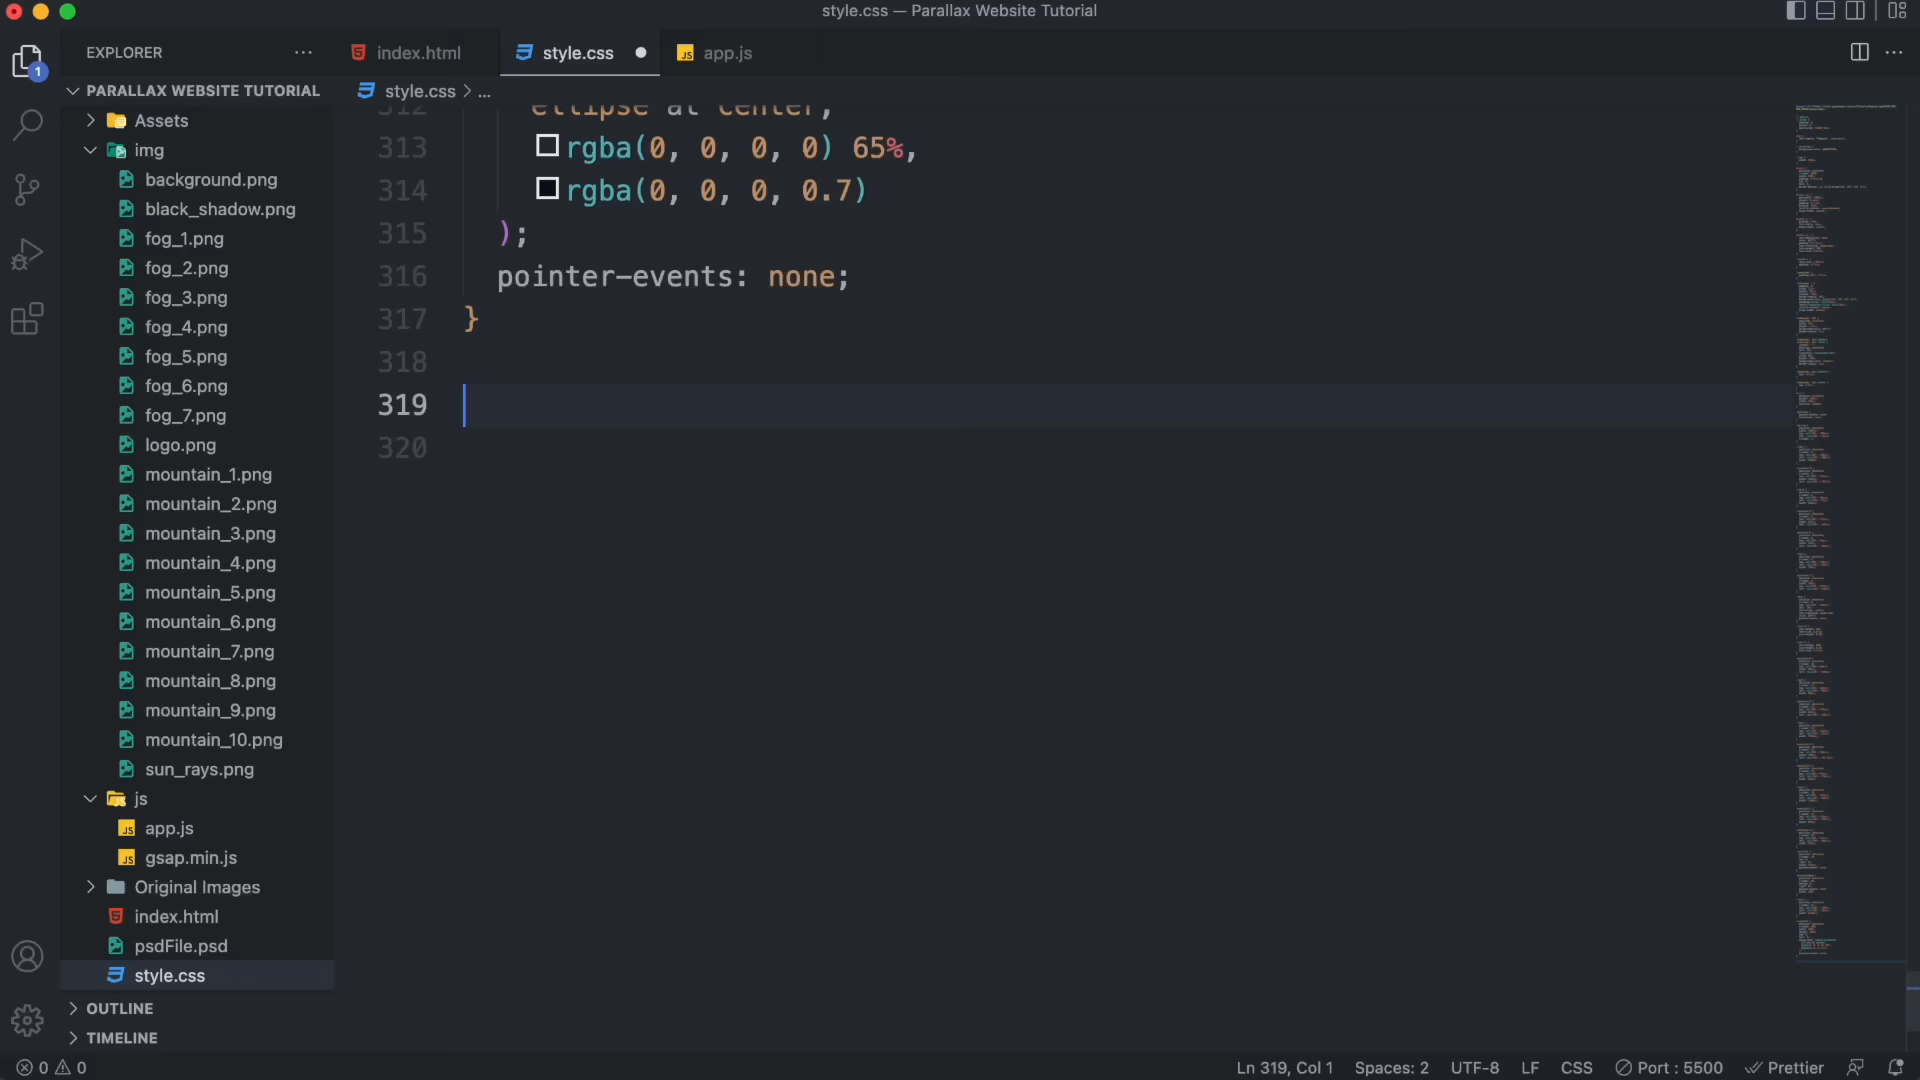 style.css — Parallax Website Tutorial
EXPLORER
index.html
style.css
JS app.js
PARALLAX WEBSITE TUTORIAL
style.css > ...
1
Assets
img
background.png
black_shadow.png
fog_1.png
fog_2.png
fog_3.png
fog_4.png
fog_5.png
fog_6.png
fog_7.png
logo.png
mountain_1.png
mountain_2.png
mountain_3.png
mountain_4.png
mountain_5.png
mountain_6.png
mountain_7.png
mountain_8.png
mountain_9.png
mountain_10.png
sun_rays.png
js
JS app.js
JS gsap.min.js
Original Images
index.html
psdFile.psd
style.css
OUTLINE
TIMELINE
312 ellipse at center,
313 rgba(0, 0, 0, 0) 65%,
314 rgba(0, 0, 0, 0.7)
315 );
316 pointer-events: none;
317 }
318
319
320
0 0
Ln 319, Col 1 Spaces: 2 UTF-8 LF CSS Port : 5500 Prettier